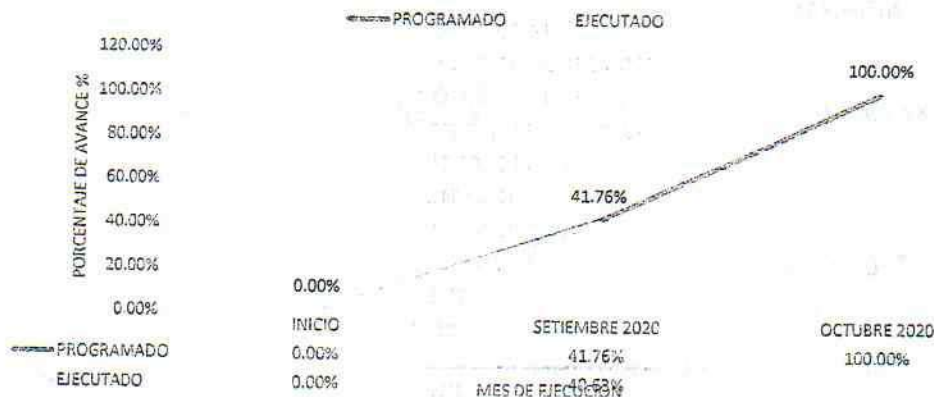 PROGRAMADO EJECUTADO
PORCENTAJE DE AVANCE %
120.00%
100.00%
80.00%
60.00%
40.00%
20.00%
0.00%
0.00%
41.76%
100.00%
INICIO SETIEMBRE 2020 OCTUBRE 2020
PROGRAMADO 0.00% 41.76% 100.00%
EJECUTADO 0.00%
MES DE EJECUCION